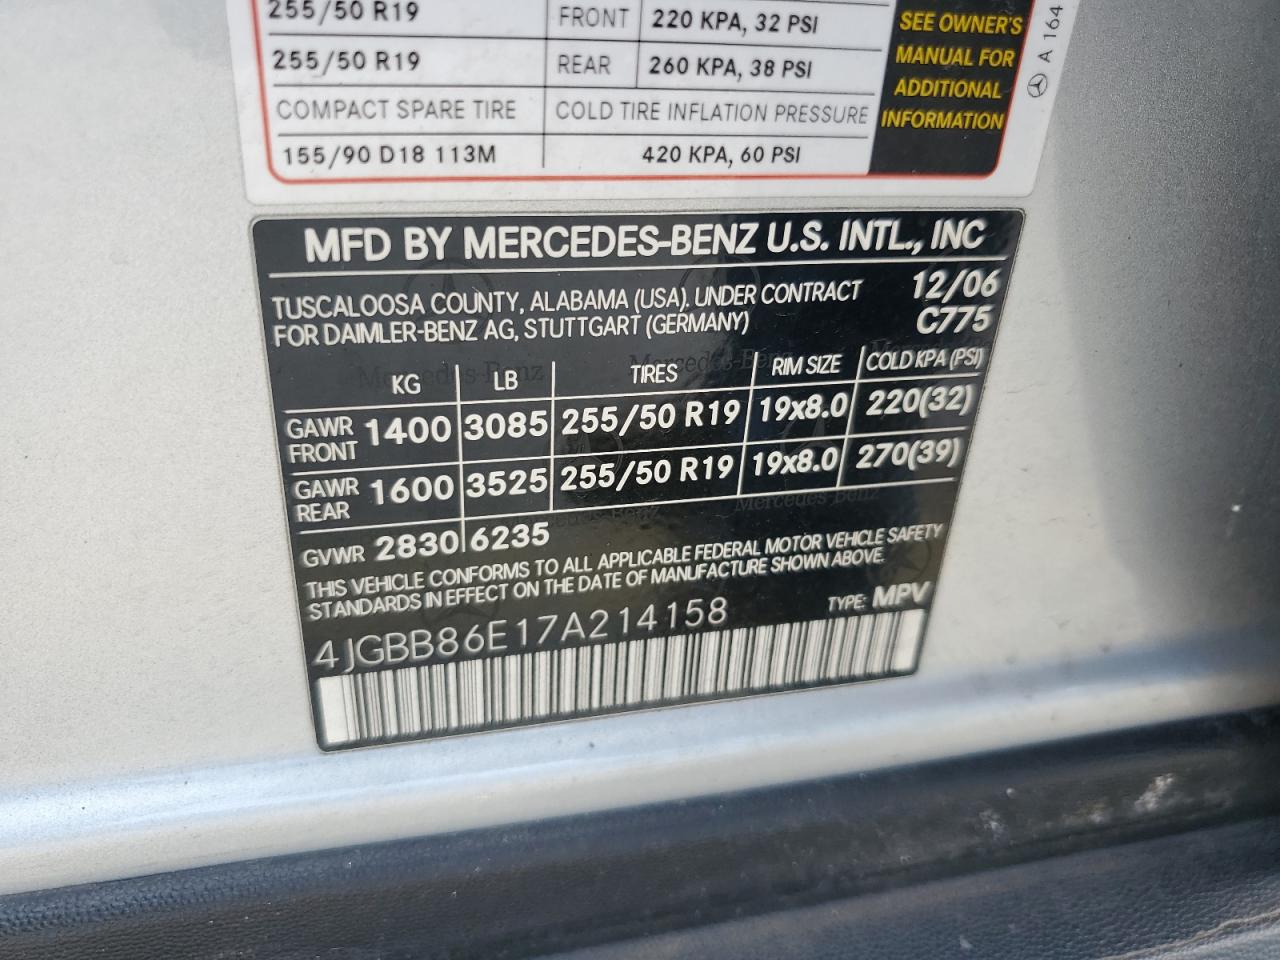 255/50 R19 FRONT 220 KPA, 32 PSI
255/50 R19 REAR 260 KPA, 38 PSI
COMPACT SPARE TIRE COLD TIRE INFLATION PRESSURE
155/90 D18 113M 420 KPA, 60 PSI
SEE OWNER'S
MANUAL FOR
ADDITIONAL
INFORMATION
A 164
MFD BY MERCEDES-BENZ U.S. INTL., INC
TUSCALOOSA COUNTY, ALABAMA (USA). UNDER CONTRACT 12/06
FOR DAIMLER-BENZ AG, STUTTGART (GERMANY) C775
KG LB TIRES RIM SIZE COLD KPA (PSI)
GAWR FRONT 1400 3085 255/50 R19 19x8.0 220(32)
GAWR REAR 1600 3525 255/50 R19 19x8.0 270(39)
GVWR 2830 6235
THIS VEHICLE CONFORMS TO ALL APPLICABLE FEDERAL MOTOR VEHICLE SAFETY
STANDARDS IN EFFECT ON THE DATE OF MANUFACTURE SHOWN ABOVE.
4JGBB86E17A214158 TYPE: MPV
Mercedes-Benz
Mercedes-Benz
Mercedes-Benz